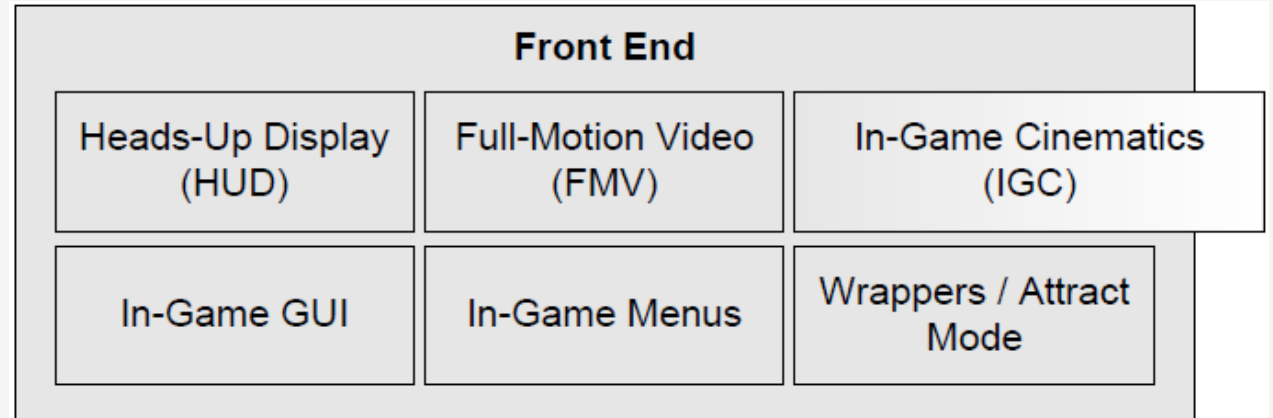 Front End
Heads-Up Display
(HUD)
Full-Motion Video
(FMV)
In-Game Cinematics
(IGC)
In-Game GUI
In-Game Menus
Wrappers / Attract
Mode